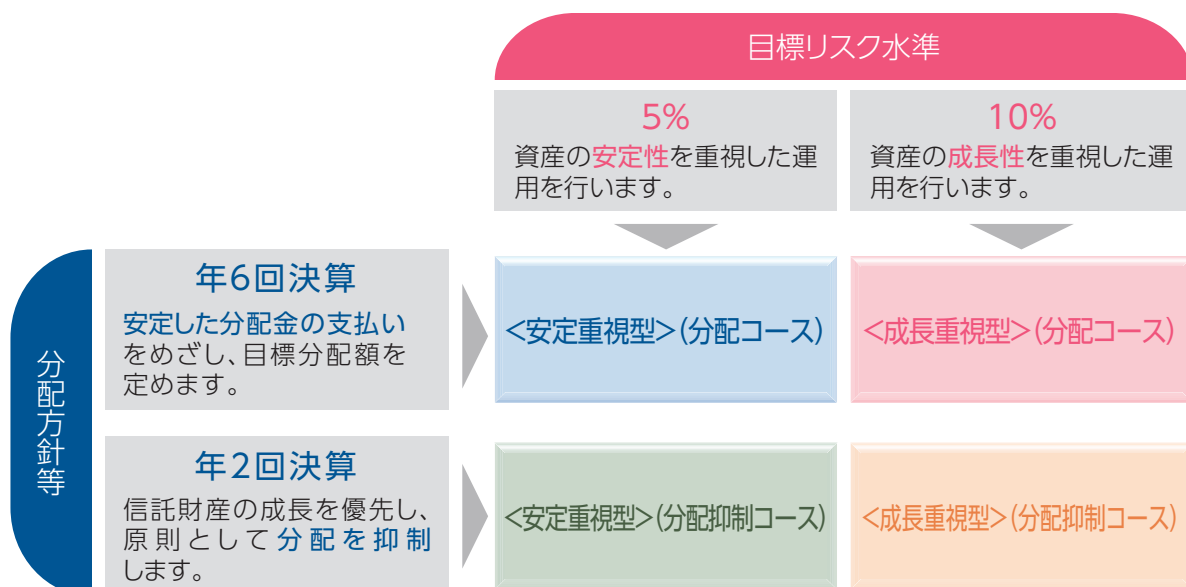 目標リスク水準
5%
資産の安定性を重視した運
用を行います。
10%
資産の成長性を重視した運
用を行います。
分配方針等
年6回決算
安定した分配金の支払い
をめざし、目標分配額を
定めます。
<安定重視型>(分配コース)
<成長重視型>(分配コース)
年2回決算
信託財産の成長を優先し、
原則として分配を抑制
します。
<安定重視型>(分配抑制コース)
<成長重視型>(分配抑制コース)